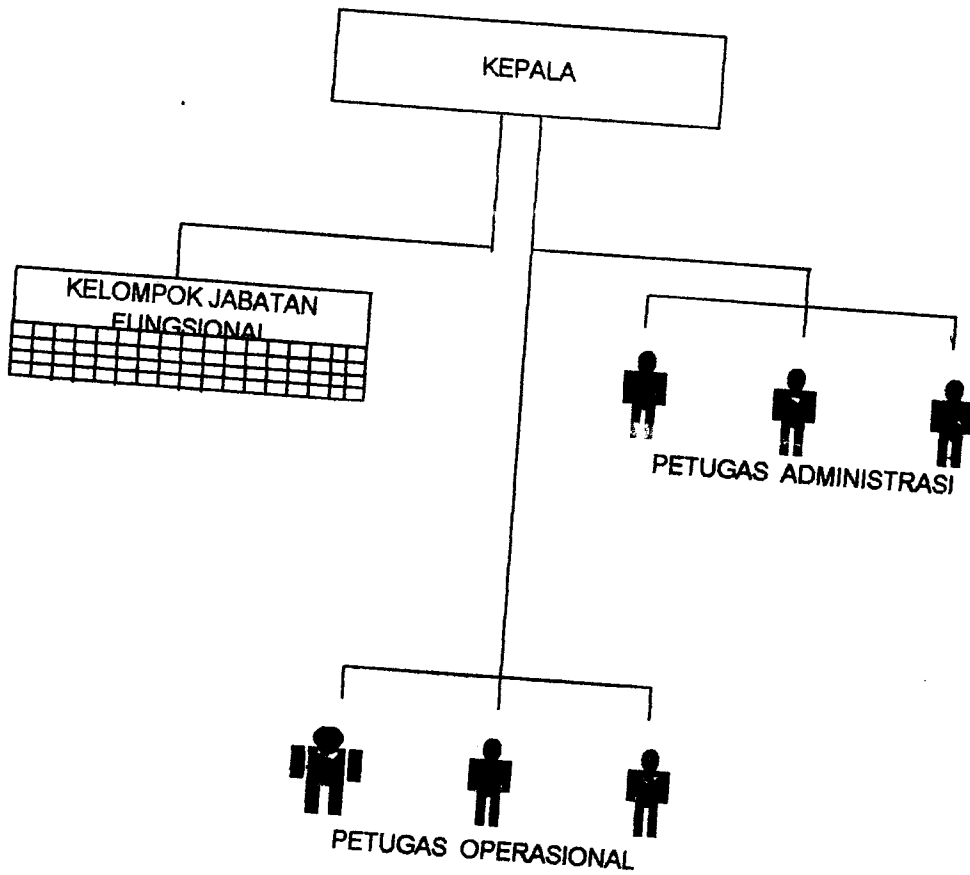 KEPALA
KELOMPOK JABATAN
FUNGSIONAL
PETUGAS ADMINISTRASI
PETUGAS OPERASIONAL